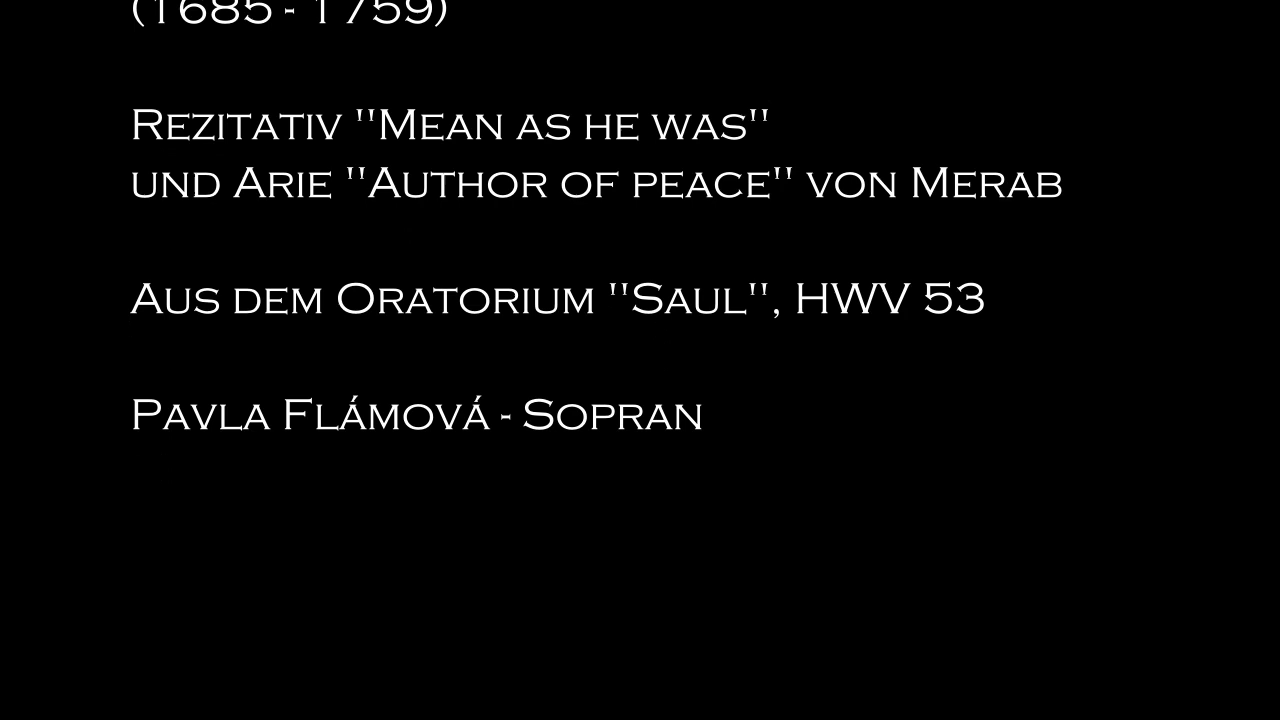 (1685 - 1759)
Rezitativ "Mean as he was"
und Arie "Author of peace" von Merab
Aus dem Oratorium "Saul", HWV 53
Pavla Flámová - Sopran